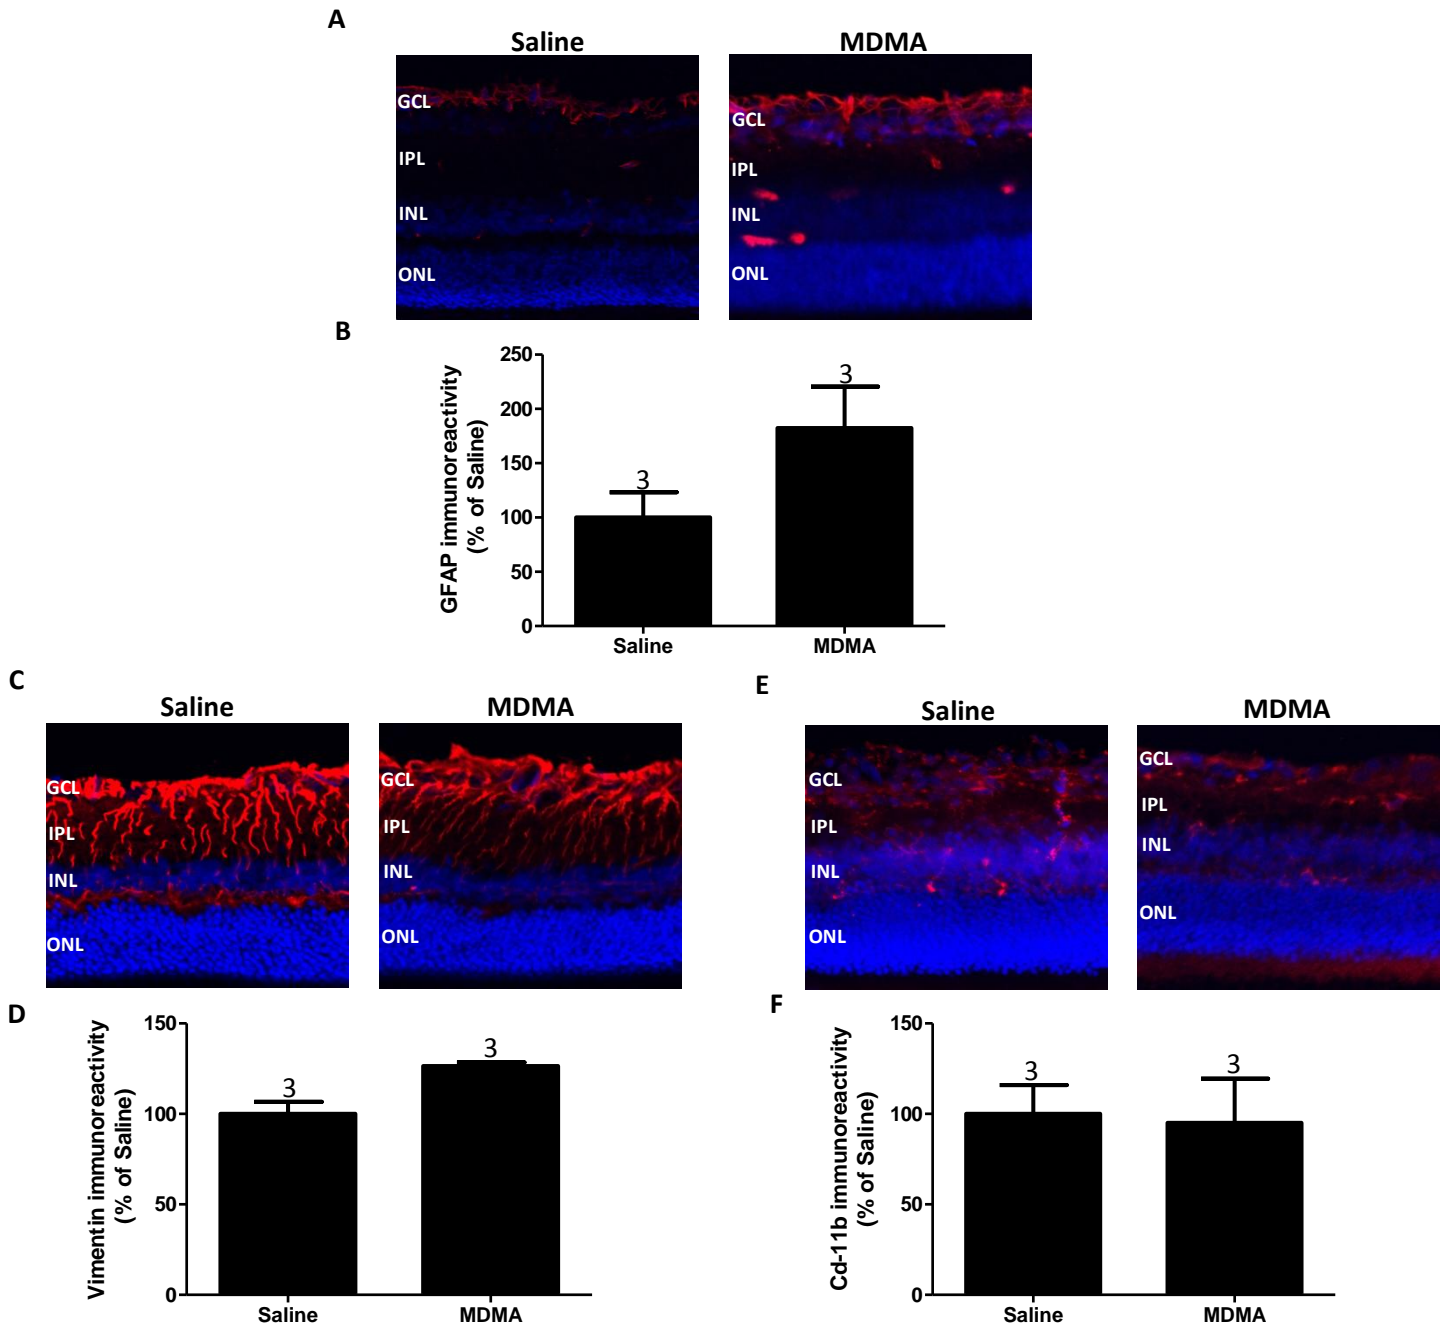 A
Saline
MDMA
GCL
IPL
INL
ONL
GCL
IPL
INL
ONL
B
GFAP immunoreactivity
(% of Saline)
250
200
150
100
50
0
3
3
Saline
MDMA
C
Saline
MDMA
GCL
IPL
INL
ONL
GCL
IPL
INL
ONL
E
Saline
MDMA
GCL
IPL
INL
ONL
GCL
IPL
INL
ONL
D
Vimentin immunoreactivity
(% of Saline)
150
100
50
0
3
3
Saline
MDMA
F
Cd-11b immunoreactivity
(% of Saline)
150
100
50
0
3
3
Saline
MDMA